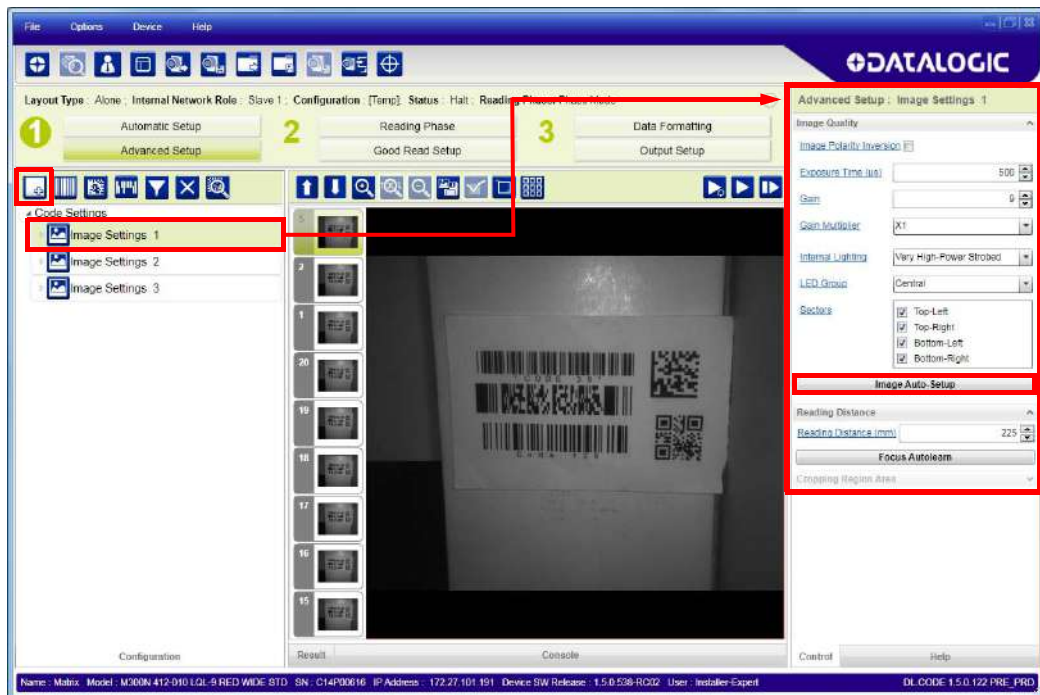 File Options Device Help
DATALOGIC
Layout Type : Alone ; Internal Network Role : Slave 1 ; Configuration : [Temp] Status : Halt ; Reading
1 Automatic Setup 2 Reading Phase 3 Data Formatting
Advanced Setup Good Read Setup Output Setup
Code Settings
Image Settings 1
Image Settings 2
Image Settings 3
5
2
1
20
19
18
17
16
15
CODE 39
Configuration
Result Console
Advanced Setup : Image Settings 1
Image Quality
Image Polarity Inversion
Exposure Time (us) 500
Gain 9
Gain Multiplier X1
Internal Lighting Very High-Power Strobed
LED Group Central
Sectors Top-Left
Top-Right
Bottom-Left
Bottom-Right
Image Auto-Setup
Reading Distance
Reading Distance (mm) 225
Focus Autolearn
Cropping Region Area
Control Help
Name : Matrix Model : M300N 412-010 LQL-9 RED WIDE STD SN : C14P00616 IP Address : 172.27.101.191 Device SW Release : 1.5.0.538-RC02 User : Installer-Expert DL.CODE 1.5.0.122 PRE_PRD